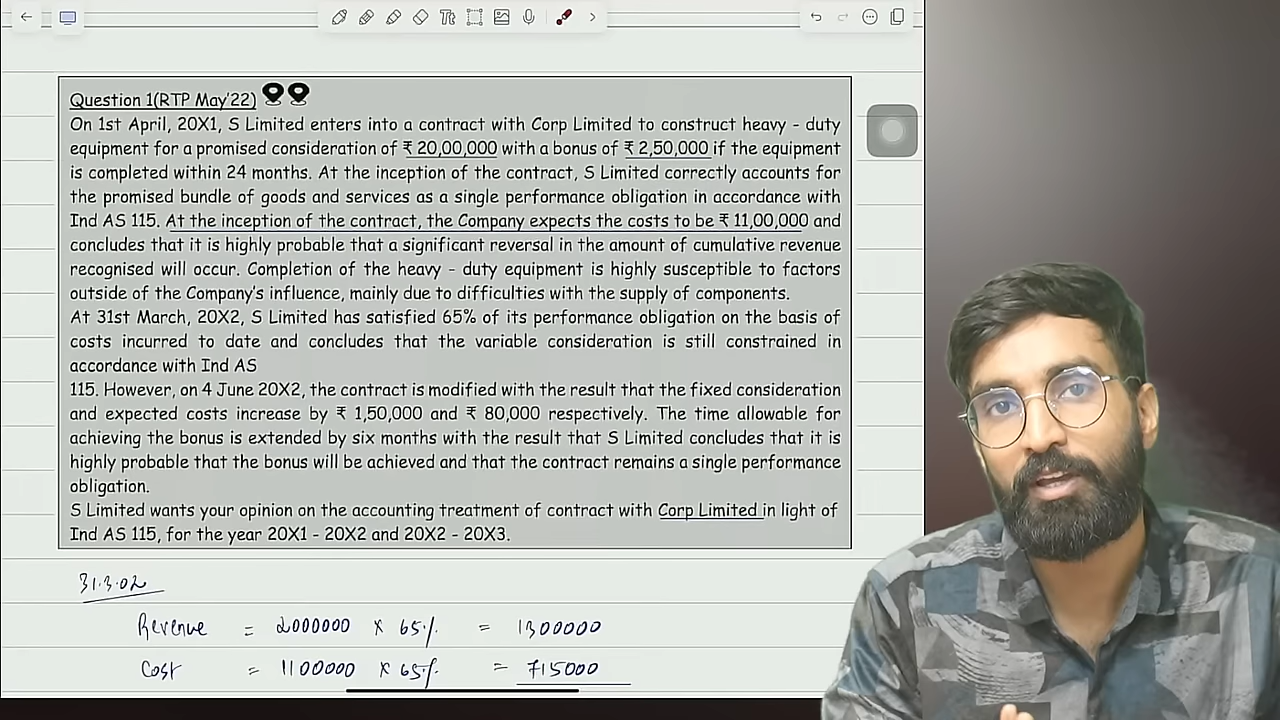 Tt
Question 1(RTP May'22)
On 1st April, 20X1, S Limited enters into a contract with Corp Limited to construct heavy - duty
equipment for a promised consideration of ₹ 20,00,000 with a bonus of ₹ 2,50,000 if the equipment
is completed within 24 months. At the inception of the contract, S Limited correctly accounts for
the promised bundle of goods and services as a single performance obligation in accordance with
Ind AS 115. At the inception of the contract, the Company expects the costs to be ₹ 11,00,000 and
concludes that it is highly probable that a significant reversal in the amount of cumulative revenue
recognised will occur. Completion of the heavy - duty equipment is highly susceptible to factors
outside of the Company's influence, mainly due to difficulties with the supply of components.
At 31st March, 20X2, S Limited has satisfied 65% of its performance obligation on the basis of
costs incurred to date and concludes that the variable consideration is still constrained in
accordance with Ind AS
115. However, on 4 June 20X2, the contract is modified with the result that the fixed consideration
and expected costs increase by ₹ 1,50,000 and ₹ 80,000 respectively. The time allowable for
achieving the bonus is extended by six months with the result that S Limited concludes that it is
highly probable that the bonus will be achieved and that the contract remains a single performance
obligation.
S Limited wants your opinion on the accounting treatment of contract with Corp Limited in light of
Ind AS 115, for the year 20X1 - 20X2 and 20X2 - 20X3.
31.3.02
Revenue = 2000000 X 65% = 1300000
Cost = 1100000 X 65% = 715000